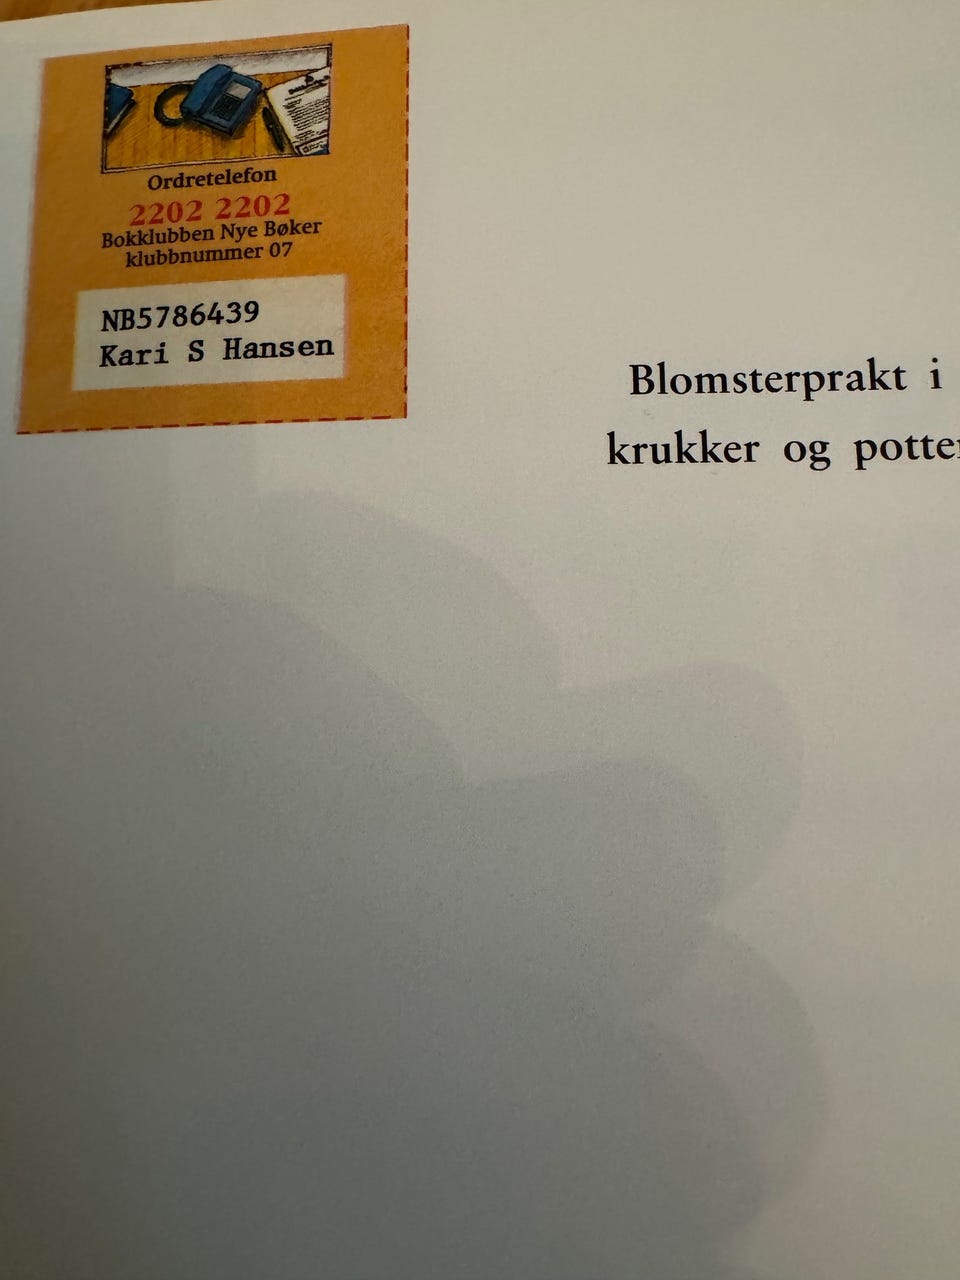 Ordretelefon
2202 2202
Bokklubben Nye Bøker
klubbnummer 07
NB5786439
Kari S Hansen
Blomsterprakt i
krukker og potter